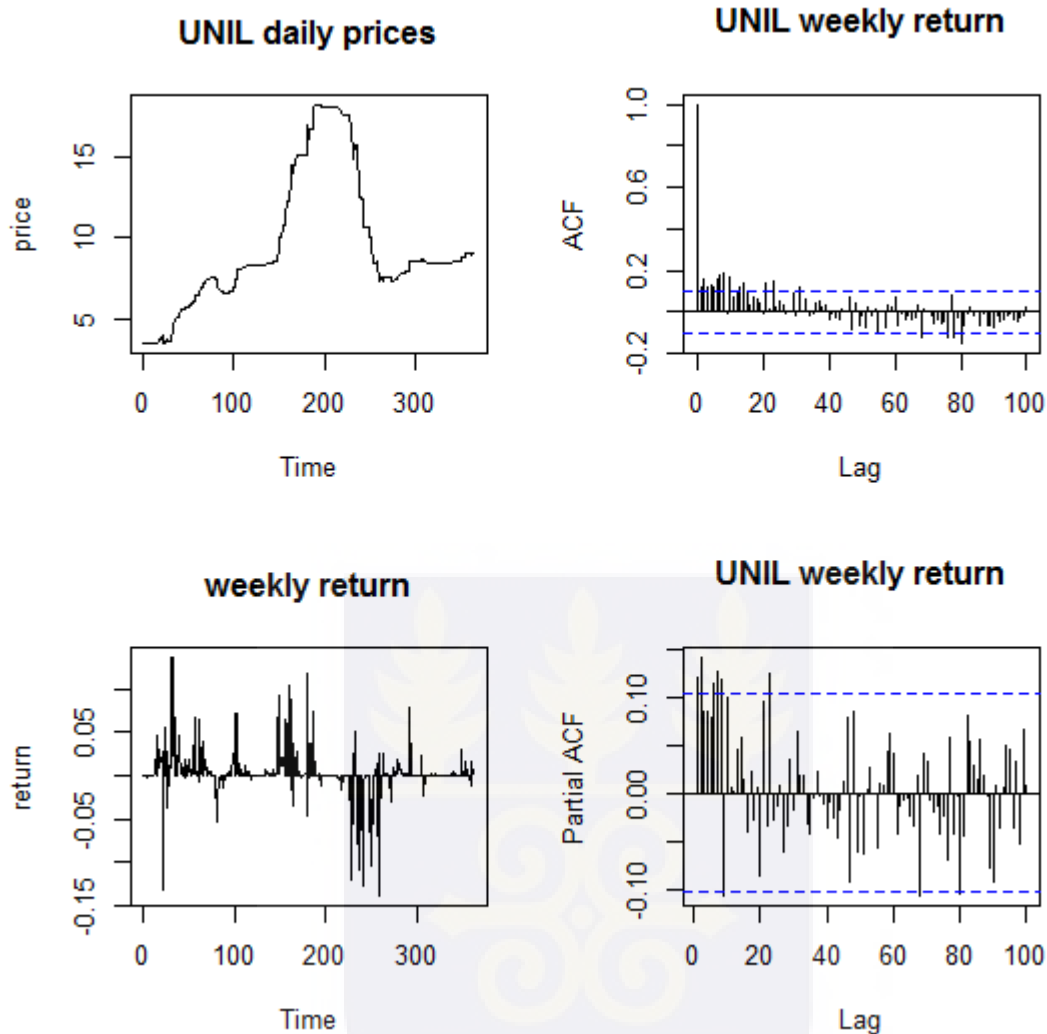 UNIL daily prices
price
15
10
5
0 100 200 300
Time
UNIL weekly return
ACF
1.0
0.6
0.2
-0.2
0 20 40 60 80 100
Lag
weekly return
return
0.05
-0.05
-0.15
0 100 200 300
Time
UNIL weekly return
Partial ACF
0.10
0.00
-0.10
0 20 40 60 80 100
Lag